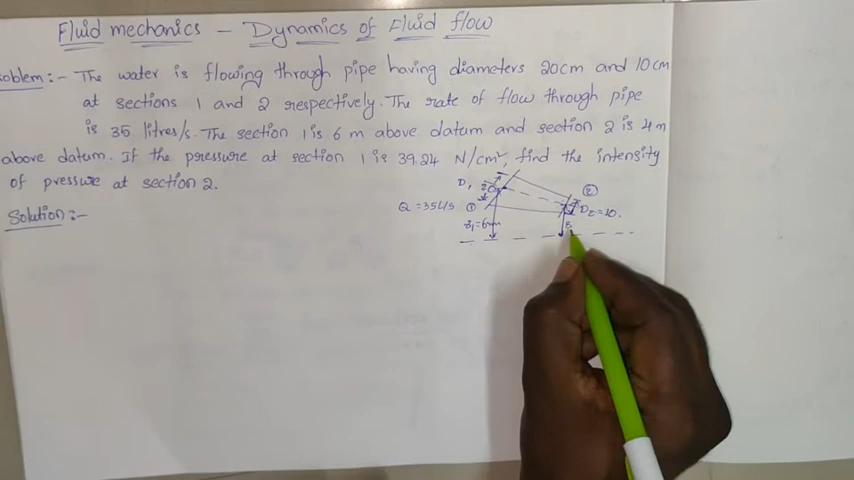 Fluid mechanics - Dynamics of Fluid flow
oblem:- The water is flowing through pipe having diameters 20cm and 10cm
at sections 1 and 2 respectively. The rate of flow through pipe
is 35 litres/s. The section 1 is 6 m above datum and section 2 is 4m
above datum. If the pressure at section 1 is 39.24 N/cm², find the intensity
of pressure at section 2.
Solution:-
D₁
20
②
Q = 35L/s ①
D₂=10.
z₁=6m
z